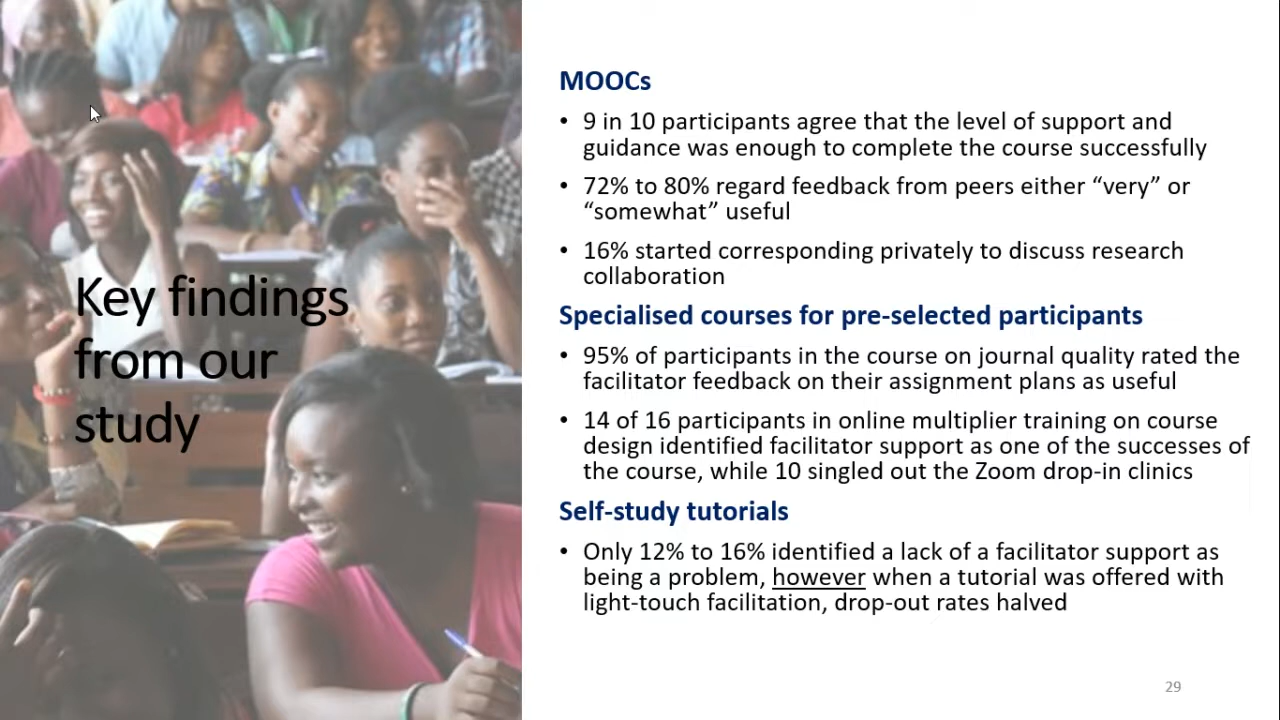 Key findings
from our
study
MOOCs
• 9 in 10 participants agree that the level of support and
guidance was enough to complete the course successfully
• 72% to 80% regard feedback from peers either “very” or
“somewhat” useful
• 16% started corresponding privately to discuss research
collaboration
Specialised courses for pre-selected participants
• 95% of participants in the course on journal quality rated the
facilitator feedback on their assignment plans as useful
• 14 of 16 participants in online multiplier training on course
design identified facilitator support as one of the successes of
the course, while 10 singled out the Zoom drop-in clinics
Self-study tutorials
• Only 12% to 16% identified a lack of a facilitator support as
being a problem, however when a tutorial was offered with
light-touch facilitation, drop-out rates halved
29